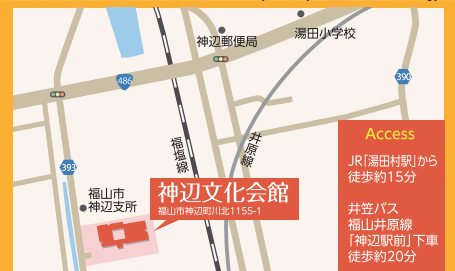 神辺郵便局
湯田小学校
486
390
393
福塩線
井原線
福山市
神辺支所
神辺文化会館
福山市神辺町川北1155-1
Access
JR「湯田村駅」から
徒歩約15分
井笠バス
福山井原線
「神辺駅前」下車
徒歩約20分